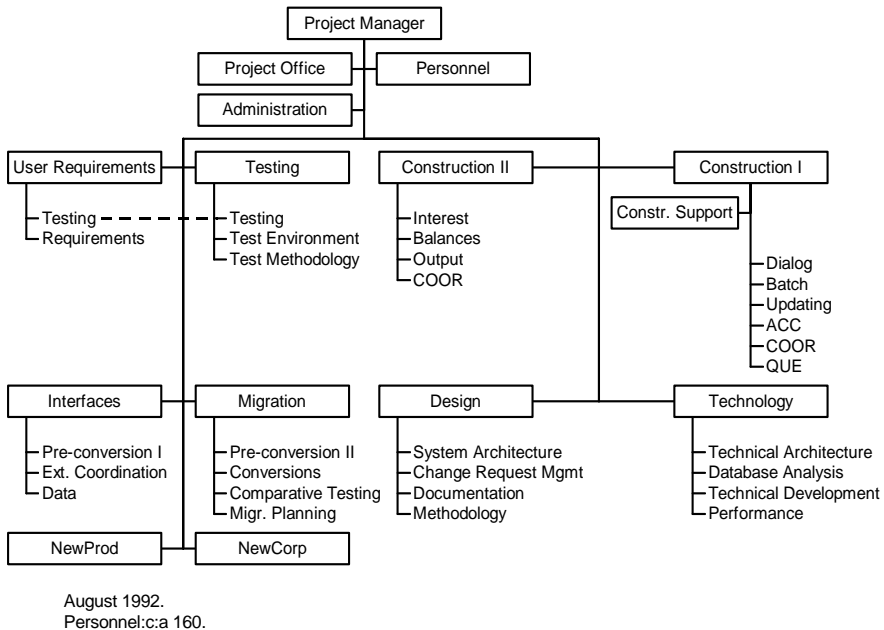 Project Manager
Project Office
Personnel
Administration
User Requirements
Testing
Construction II
Construction I
Constr. Support
Testing
Requirements
Testing
Test Environment
Test Methodology
Interest
Balances
Output
COOR
Dialog
Batch
Updating
ACC
COOR
QUE
Interfaces
Migration
Design
Technology
Pre-conversion I
Ext. Coordination
Data
Pre-conversion II
Conversions
Comparative Testing
Migr. Planning
System Architecture
Change Request Mgmt
Documentation
Methodology
Technical Architecture
Database Analysis
Technical Development
Performance
NewProd
NewCorp
August 1992.
Personnel:c:a 160.